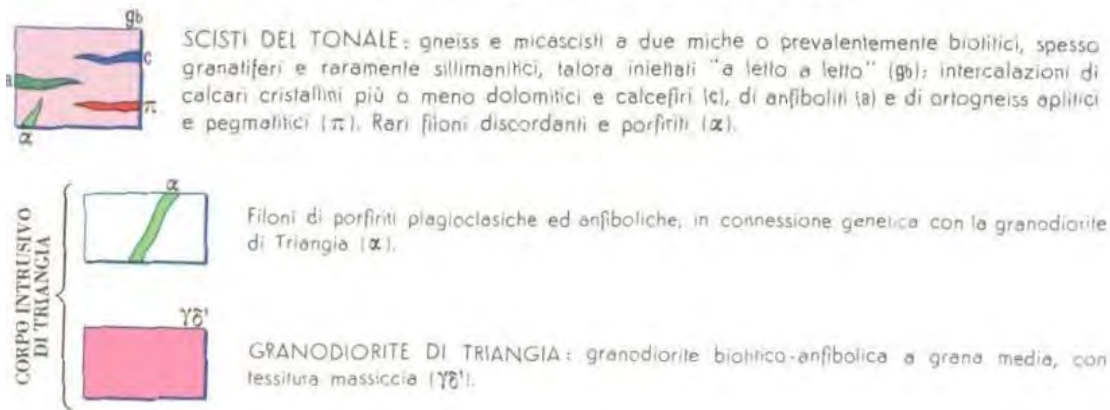 gb
SCISTI DEL TONALE: gneiss e micascisti a due miche o prevalentemente biotitici, spesso
c
a
granatiferi e raramente sillimanitici, talora iniettati "a letto a letto" (gb); intercalazioni di
calcari cristallini più o meno dolomitici e calcefiri (c), di anfiboliti (a) e di ortogneiss aplitici
π
e pegmatitici (π). Rari filoni discordanti e porfiriti (α).
α
CORPO INTRUSIVO
DI TRIANGIA
α
Filoni di porfiriti plagioclasiche ed anfiboliche, in connessione genetica con la granodiorite
di Triangia (α).
γδ'
GRANODIORITE DI TRIANGIA: granodiorite biotitico-anfibolica a grana media, con
tessitura massiccia (γδ').